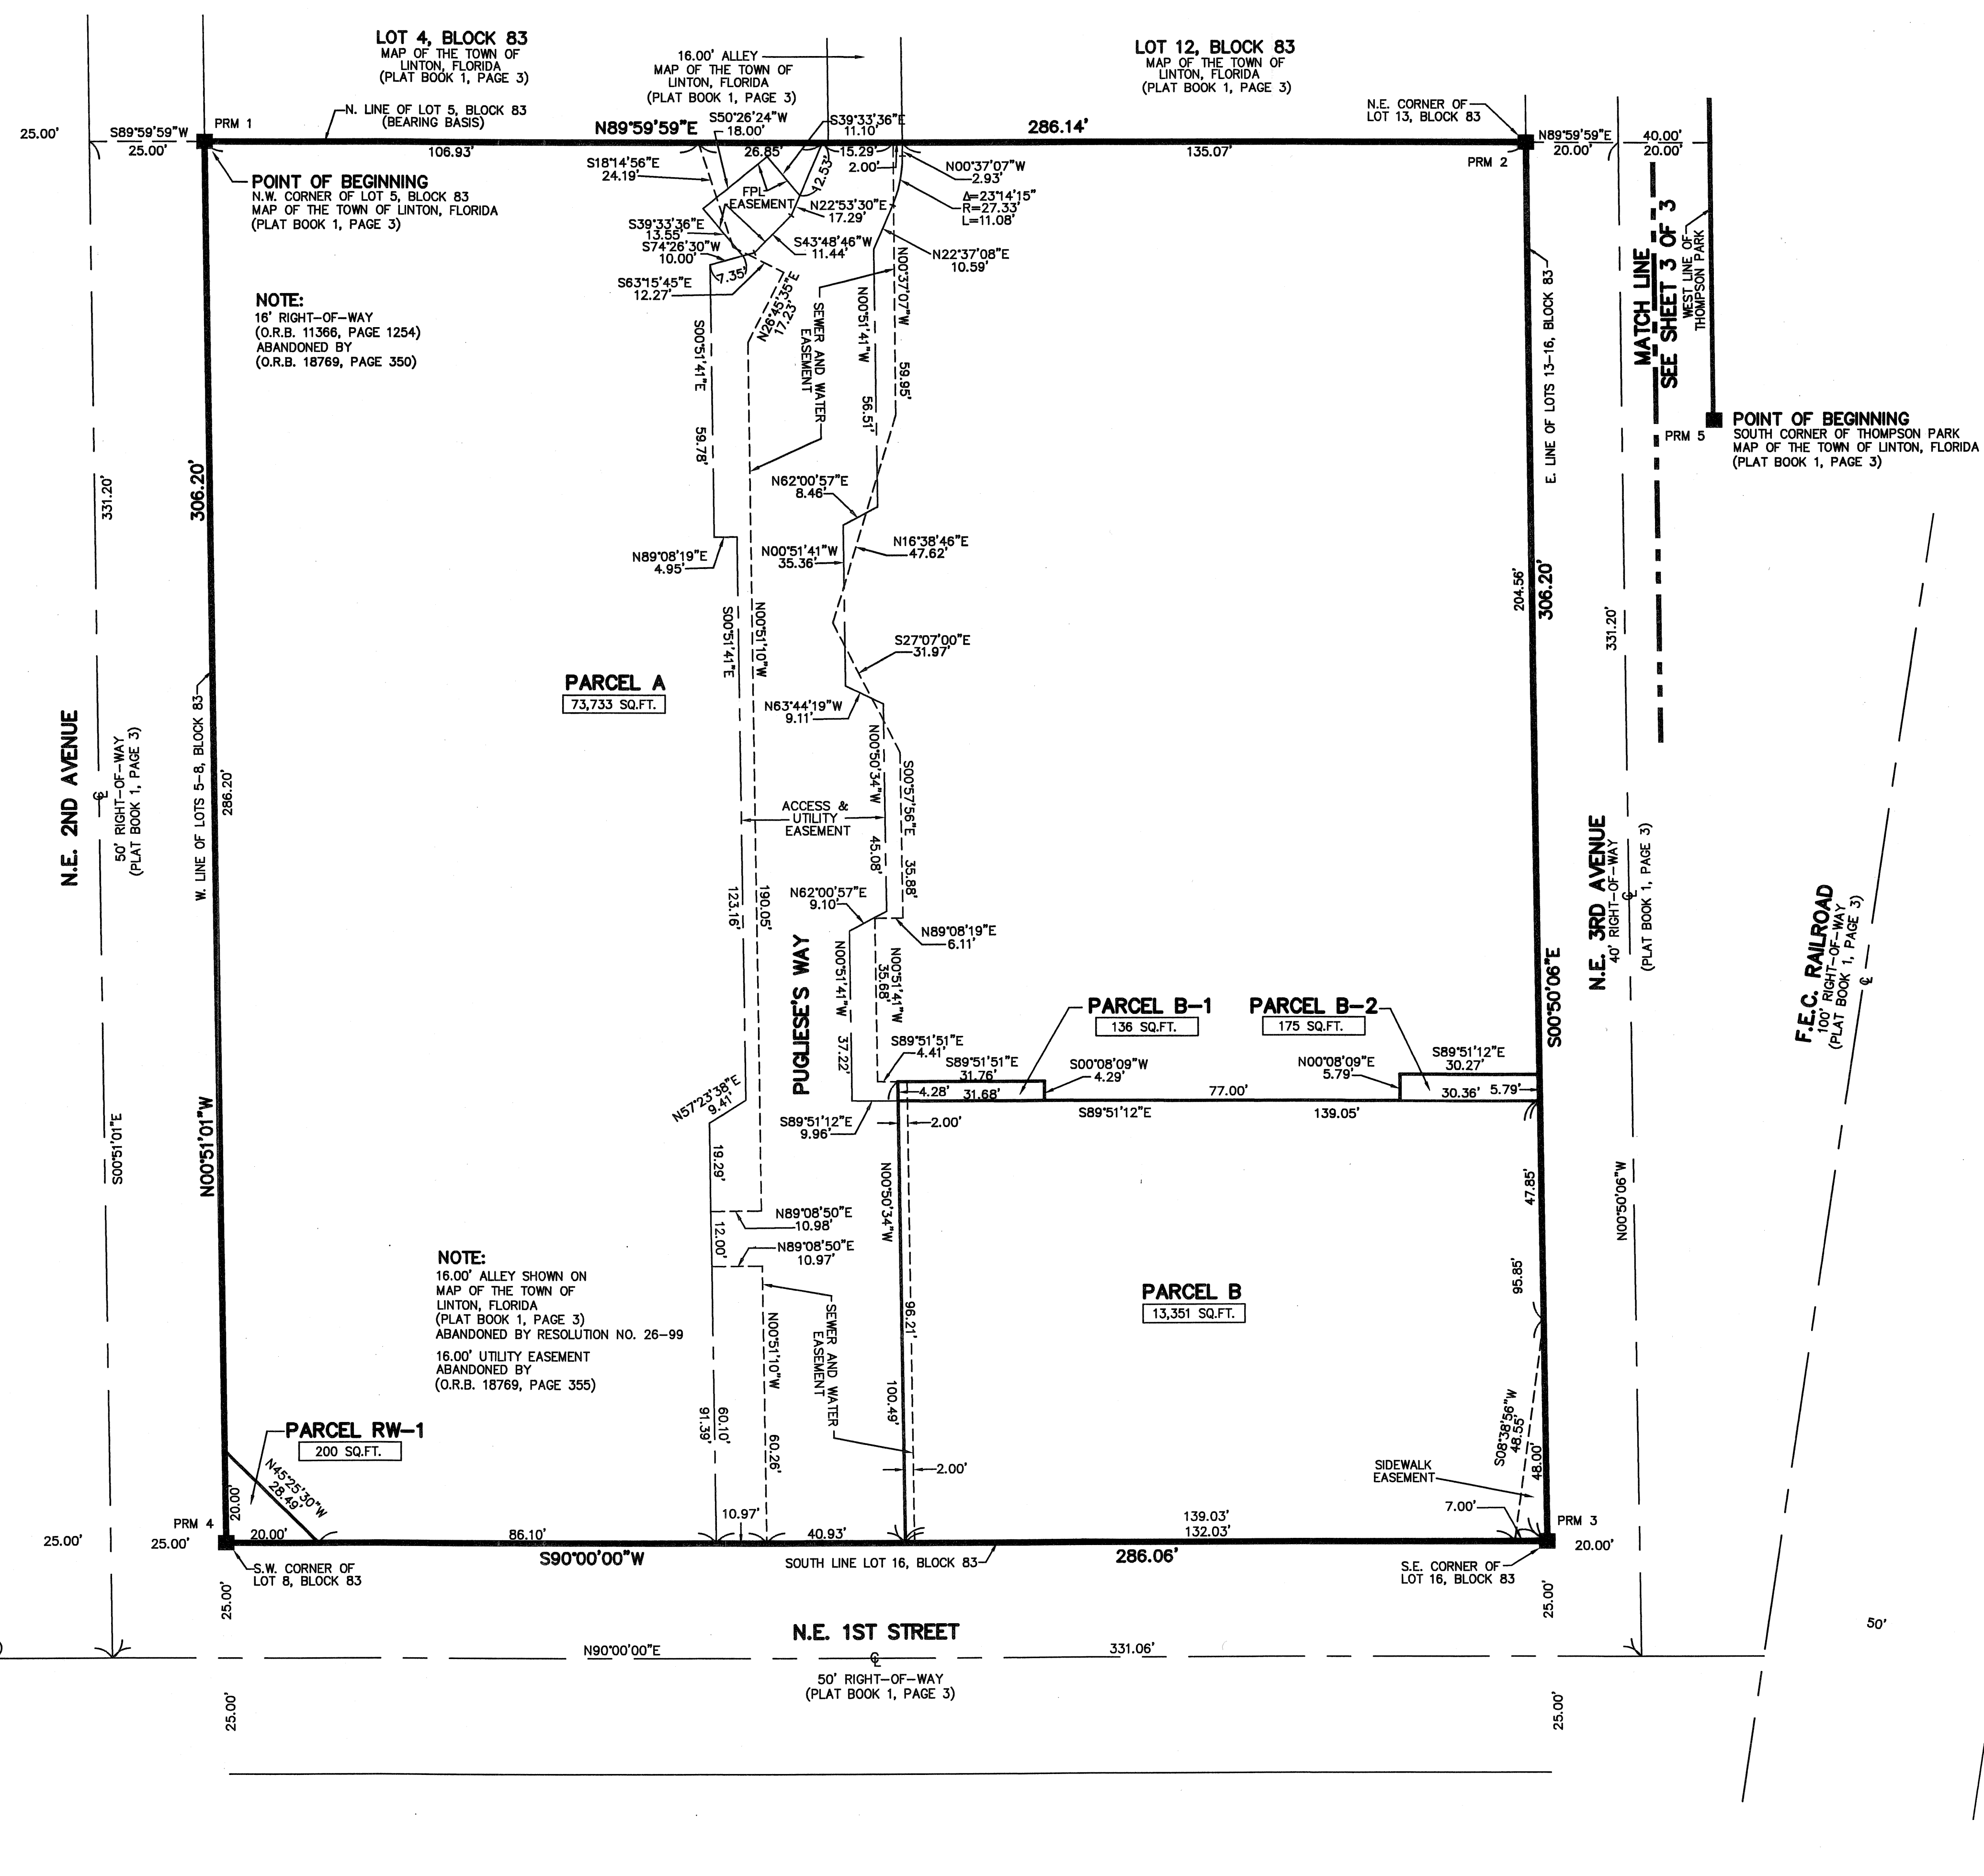 LOT 4, BLOCK 83
MAP OF THE TOWN OF
LINTON, FLORIDA
(PLAT BOOK 1, PAGE 3)
16.00' ALLEY
MAP OF THE TOWN OF
LINTON, FLORIDA
(PLAT BOOK 1, PAGE 3)
LOT 12, BLOCK 83
MAP OF THE TOWN OF
LINTON, FLORIDA
(PLAT BOOK 1, PAGE 3)
N.E. CORNER OF
LOT 13, BLOCK 83
25.00'
S89°59'59"W
25.00'
PRM 1
N. LINE OF LOT 5, BLOCK 83
(BEARING BASIS)
N89°59'59"E
286.14'
106.93'
S50°26'24"W
18.00'
S39°33'36"E
11.10'
26.85'
15.29'
2.00'
12.53'
135.07'
PRM 2
N89°59'59"E
20.00'
40.00'
20.00'
POINT OF BEGINNING
N.W. CORNER OF LOT 5, BLOCK 83
MAP OF THE TOWN OF LINTON, FLORIDA
(PLAT BOOK 1, PAGE 3)
S18°14'56"E
24.19'
FPL
EASEMENT
N00°37'07"W
2.93'
Δ=23°14'15"
R=27.33'
L=11.08'
N22°53'30"E
17.29'
S39°33'36"E
13.55'
S74°26'30"W
10.00'
S43°48'46"W
11.44'
N22°37'08"E
10.59'
7.35'
S63°15'45"E
12.27'
N26°45'35"E
17.23'
NOTE:
16' RIGHT-OF-WAY
(O.R.B. 11366, PAGE 1254)
ABANDONED BY
(O.R.B. 18769, PAGE 350)
SEWER AND WATER
EASEMENT
N00°37'07"W
59.95'
N00°51'41"W
56.51'
S00°51'41"E
59.78'
E. LINE OF LOTS 13-16, BLOCK 83
MATCH LINE
SEE SHEET 3 OF 3
WEST LINE OF
THOMPSON PARK
PRM 5
POINT OF BEGINNING
SOUTH CORNER OF THOMPSON PARK
MAP OF THE TOWN OF LINTON, FLORIDA
(PLAT BOOK 1, PAGE 3)
331.20'
306.20'
N62°00'57"E
8.46'
N89°08'19"E
4.95'
N00°51'41"W
35.36'
N16°38'46"E
47.62'
204.56'
306.20'
331.20'
S00°51'41"E
N00°51'10"W
S27°07'00"E
31.97'
PARCEL A
73,733 SQ.FT.
N63°44'19"W
9.11'
N.E. 2ND AVENUE
50' RIGHT-OF-WAY
(PLAT BOOK 1, PAGE 3)
W. LINE OF LOTS 5-8, BLOCK 83
286.20'
N00°50'34"W
45.08'
S00°57'56"E
35.88'
ACCESS &
UTILITY
EASEMENT
123.16'
190.05'
N62°00'57"E
9.10'
N89°08'19"E
6.11'
N.E. 3RD AVENUE
40' RIGHT-OF-WAY
(PLAT BOOK 1, PAGE 3)
F.E.C. RAILROAD
100' RIGHT-OF-WAY
(PLAT BOOK 1, PAGE 3)
PUGLIESE'S WAY
N00°51'41"W
37.22'
N00°51'41"W
35.68'
S00°50'06"E
PARCEL B-1
136 SQ.FT.
PARCEL B-2
175 SQ.FT.
S89°51'51"E
4.41'
S89°51'51"E
31.76'
S00°08'09"W
4.29'
N00°08'09"E
5.79'
S89°51'12"E
30.27'
4.28'
31.68'
77.00'
30.36'
5.79'
S89°51'12"E
139.05'
S89°51'12"E
9.96'
2.00'
N57°23'38"E
9.41'
S00°51'01"E
N00°51'01"W
19.29'
N00°50'34"W
47.85'
N00°50'06"W
N89°08'50"E
10.98'
12.00'
N89°08'50"E
10.97'
NOTE:
16.00' ALLEY SHOWN ON
MAP OF THE TOWN OF
LINTON, FLORIDA
(PLAT BOOK 1, PAGE 3)
ABANDONED BY RESOLUTION NO. 26-99
16.00' UTILITY EASEMENT
ABANDONED BY
(O.R.B. 18769, PAGE 355)
N00°51'10"W
60.26'
SEWER AND WATER
EASEMENT
96.21'
100.49'
PARCEL B
13,351 SQ.FT.
95.85'
60.10'
91.39'
S08°38'56"W
48.55'
48.00'
PARCEL RW-1
200 SQ.FT.
N45°25'30"W
28.49'
20.00'
2.00'
SIDEWALK
EASEMENT
7.00'
PRM 4
PRM 3
25.00'
25.00'
20.00'
86.10'
10.97'
40.93'
139.03'
132.03'
20.00'
S.W. CORNER OF
LOT 8, BLOCK 83
S90°00'00"W
SOUTH LINE LOT 16, BLOCK 83
286.06'
S.E. CORNER OF
LOT 16, BLOCK 83
25.00'
25.00'
N.E. 1ST STREET
N90°00'00"E
331.06'
50' RIGHT-OF-WAY
(PLAT BOOK 1, PAGE 3)
50'
25.00'
25.00'